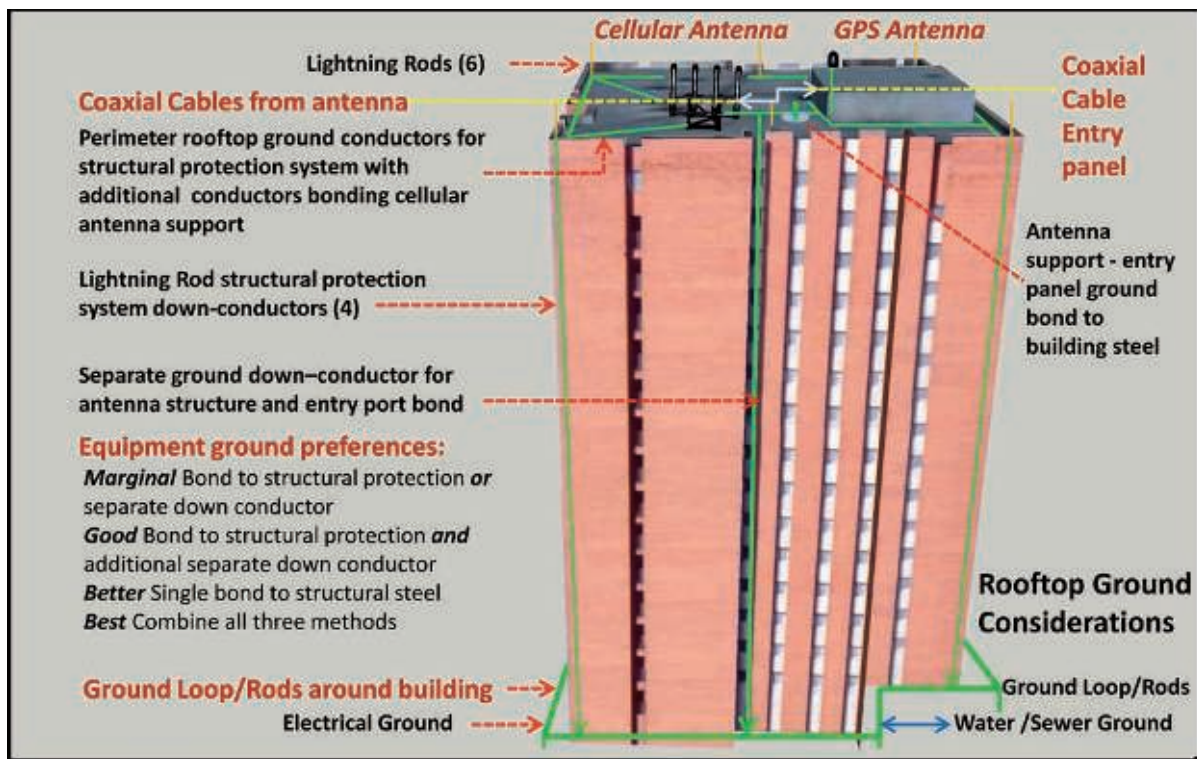 Cellular Antenna
GPS Antenna
Lightning Rods (6)
Coaxial Cables from antenna
Perimeter rooftop ground conductors for
structural protection system with
additional conductors bonding cellular
antenna support
Lightning Rod structural protection
system down-conductors (4)
Separate ground down–conductor for
antenna structure and entry port bond
Equipment ground preferences:
Marginal Bond to structural protection or
separate down conductor
Good Bond to structural protection and
additional separate down conductor
Better Single bond to structural steel
Best Combine all three methods
Ground Loop/Rods around building
Electrical Ground
Coaxial
Cable
Entry
panel
Antenna
support - entry
panel ground
bond to
building steel
Rooftop Ground
Considerations
Ground Loop/Rods
Water /Sewer Ground